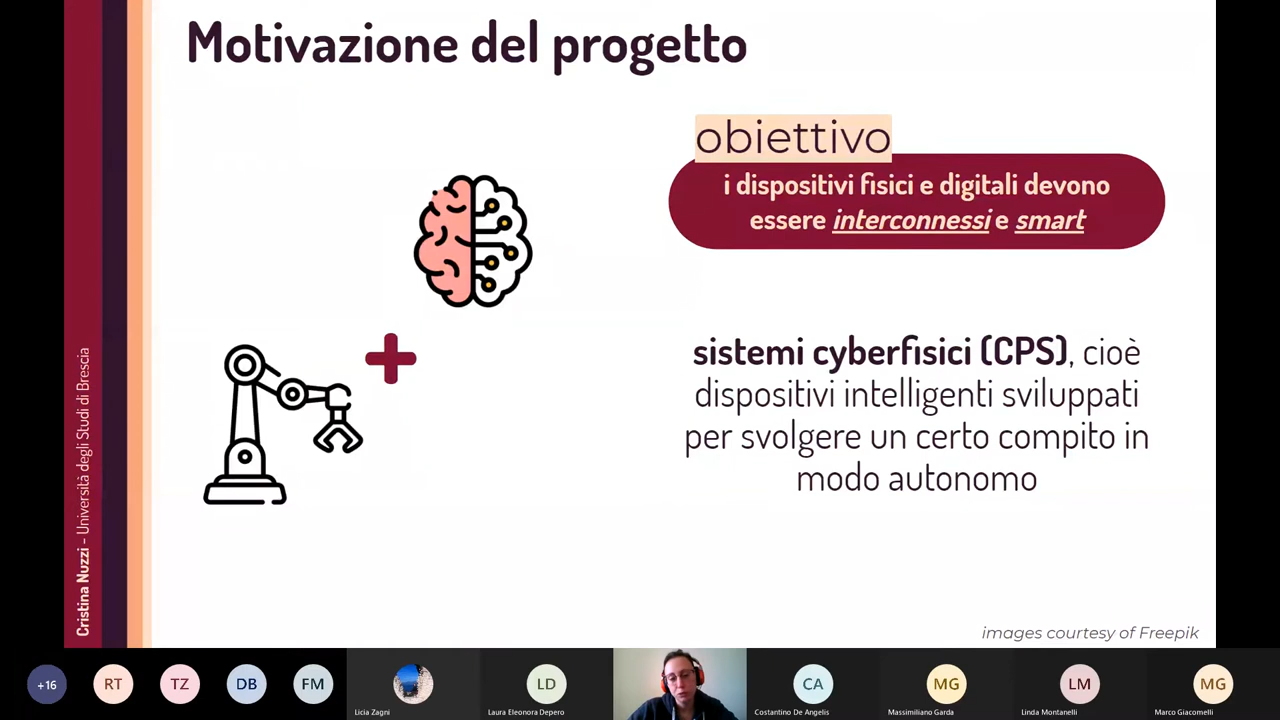 Motivazione del progetto
obiettivo
i dispositivi fisici e digitali devono
essere interconnessi e smart
sistemi cyberfisici (CPS), cioè
dispositivi intelligenti sviluppati
per svolgere un certo compito in
modo autonomo
images courtesy of Freepik
Cristina Nuzzi – Università degli Studi di Brescia
+16
RT
TZ
DB
FM
Licia Zagni
LD
Laura Eleonora Depero
CA
Costantino De Angelis
MG
Massimiliano Garda
LM
Linda Montanelli
MG
Marco Giacomelli